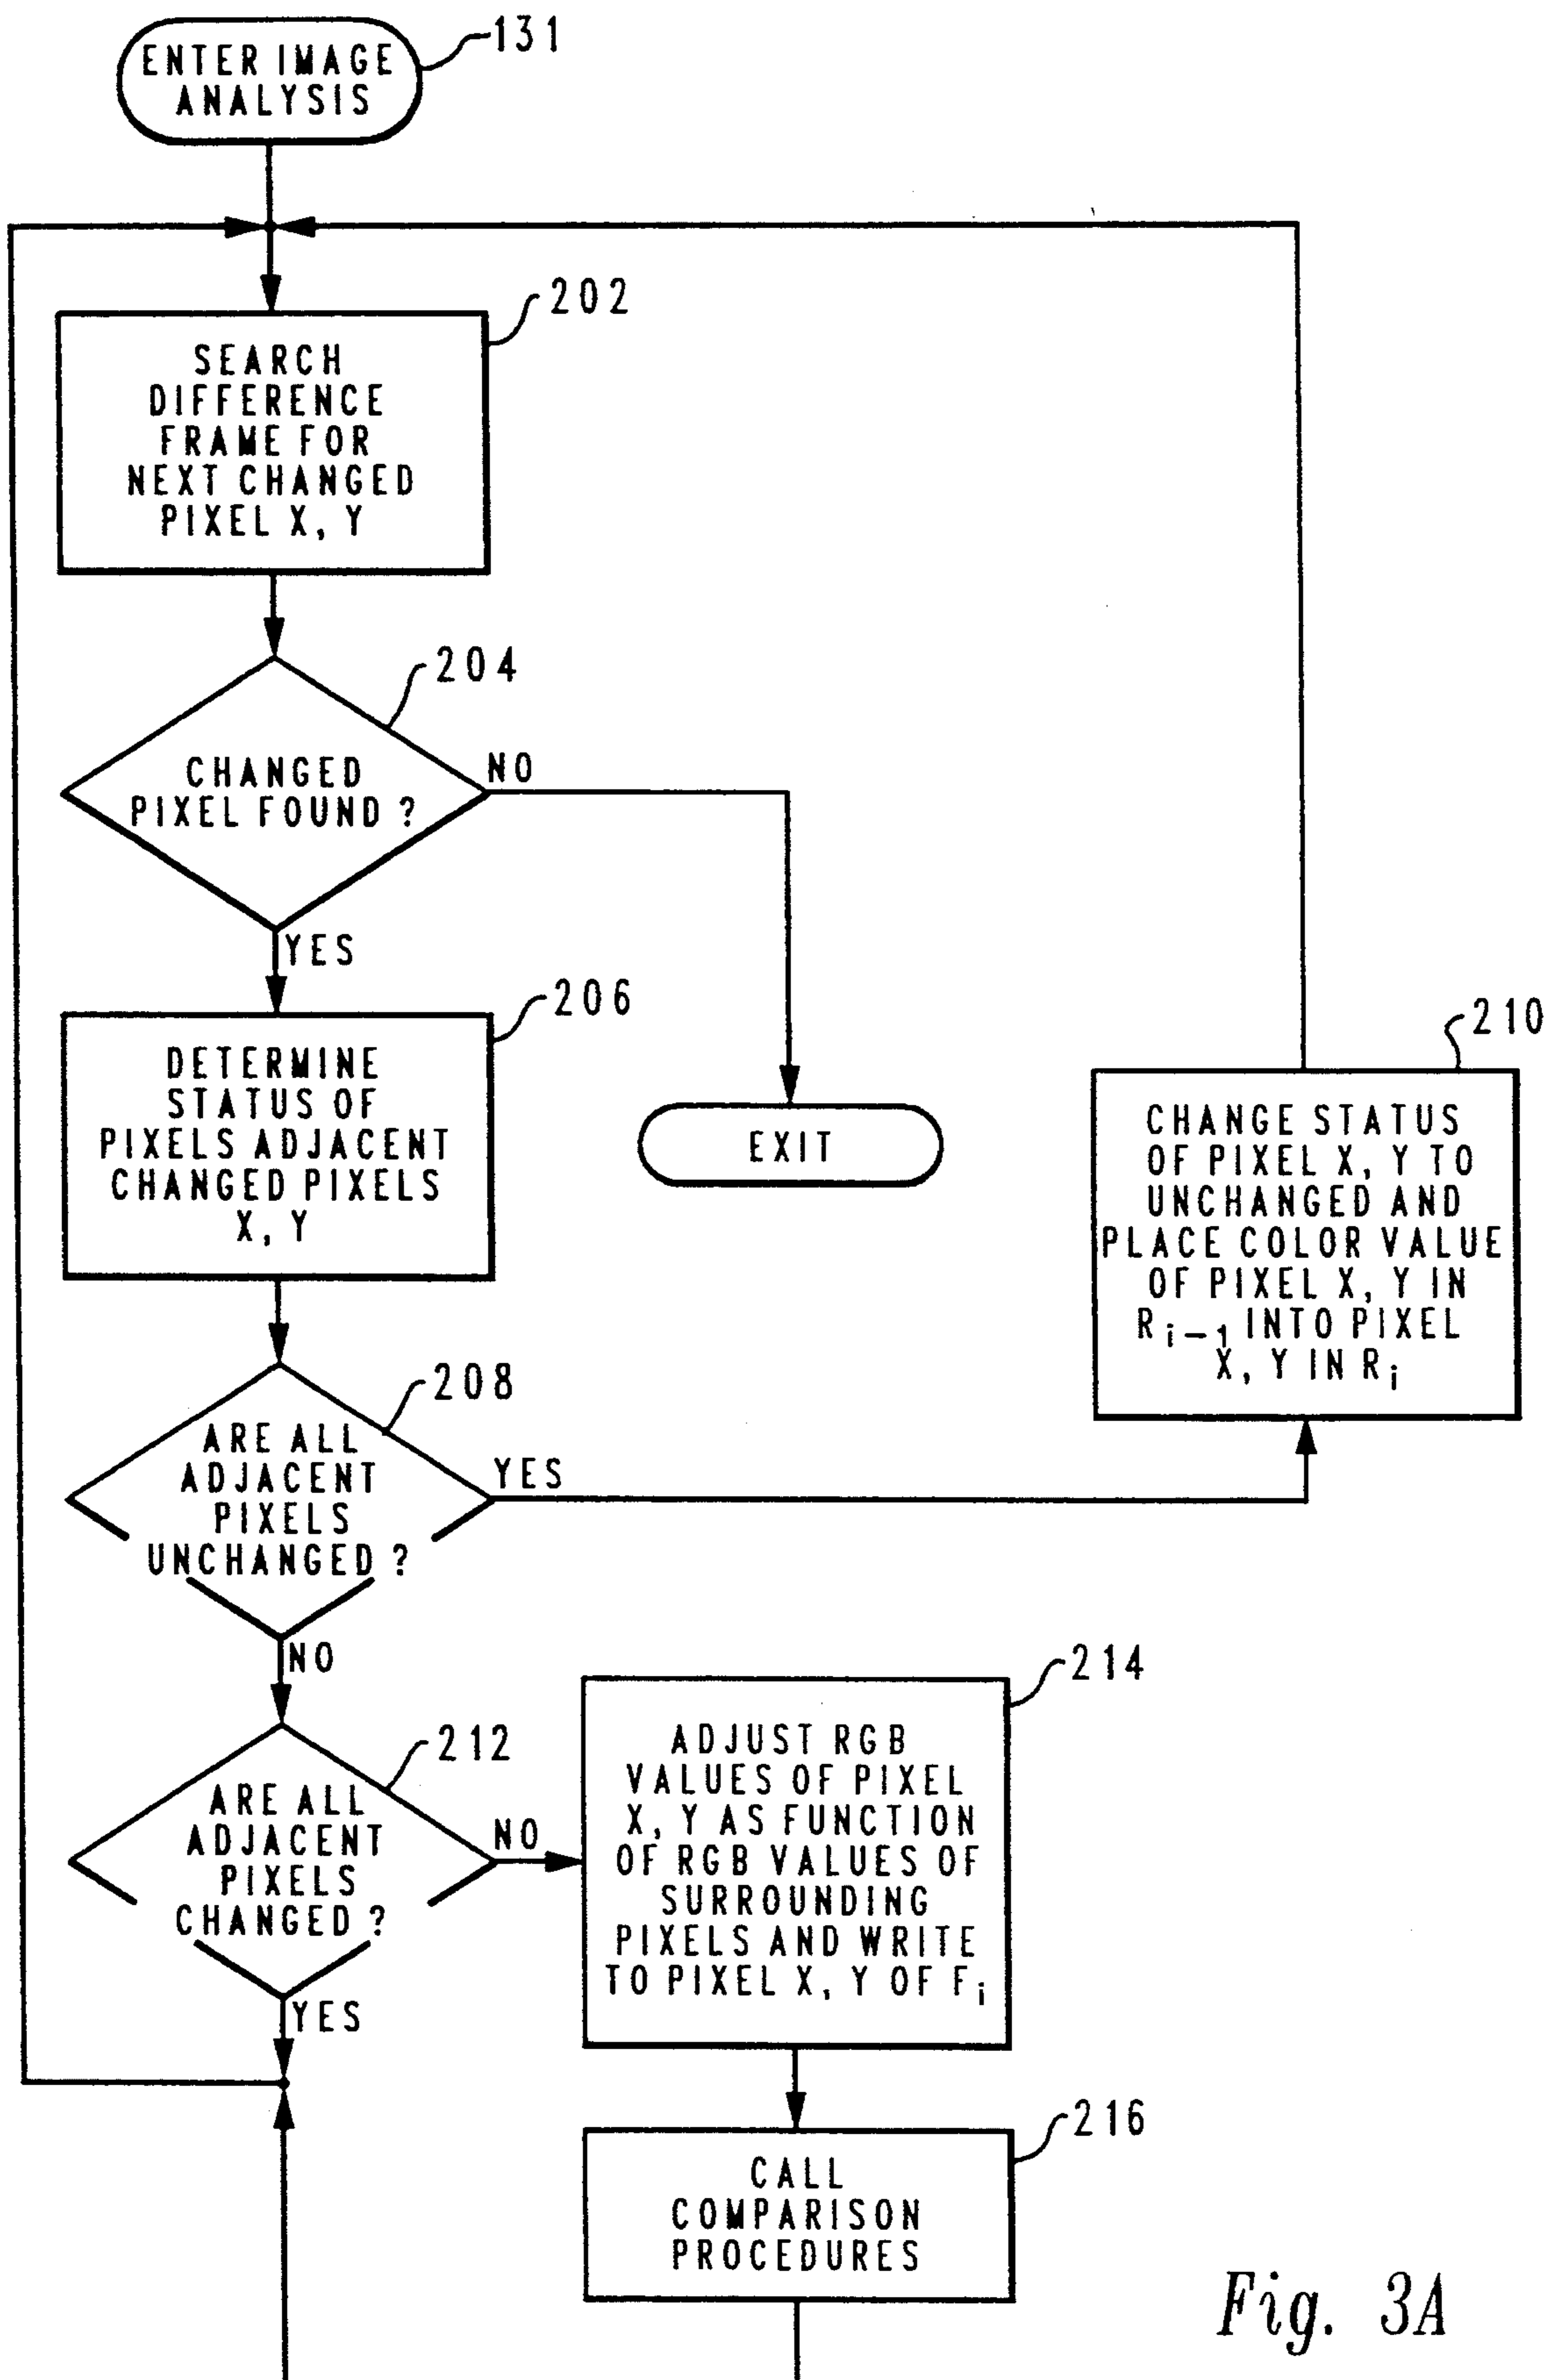 ENTER IMAGE
ANALYSIS
131
SEARCH
DIFFERENCE
FRAME FOR
NEXT CHANGED
PIXEL X, Y
202
CHANGED
PIXEL FOUND ?
204
NO
YES
DETERMINE
STATUS OF
PIXELS ADJACENT
CHANGED PIXELS
X, Y
206
EXIT
CHANGE STATUS
OF PIXEL X, Y TO
UNCHANGED AND
PLACE COLOR VALUE
OF PIXEL X, Y IN
R i-1 INTO PIXEL
X, Y IN R i
210
ARE ALL
ADJACENT
PIXELS
UNCHANGED ?
208
YES
NO
ARE ALL
ADJACENT
PIXELS
CHANGED ?
212
NO
YES
ADJUST RGB
VALUES OF PIXEL
X, Y AS FUNCTION
OF RGB VALUES OF
SURROUNDING
PIXELS AND WRITE
TO PIXEL X, Y OF F i
214
CALL
COMPARISON
PROCEDURES
216
Fig. 3A